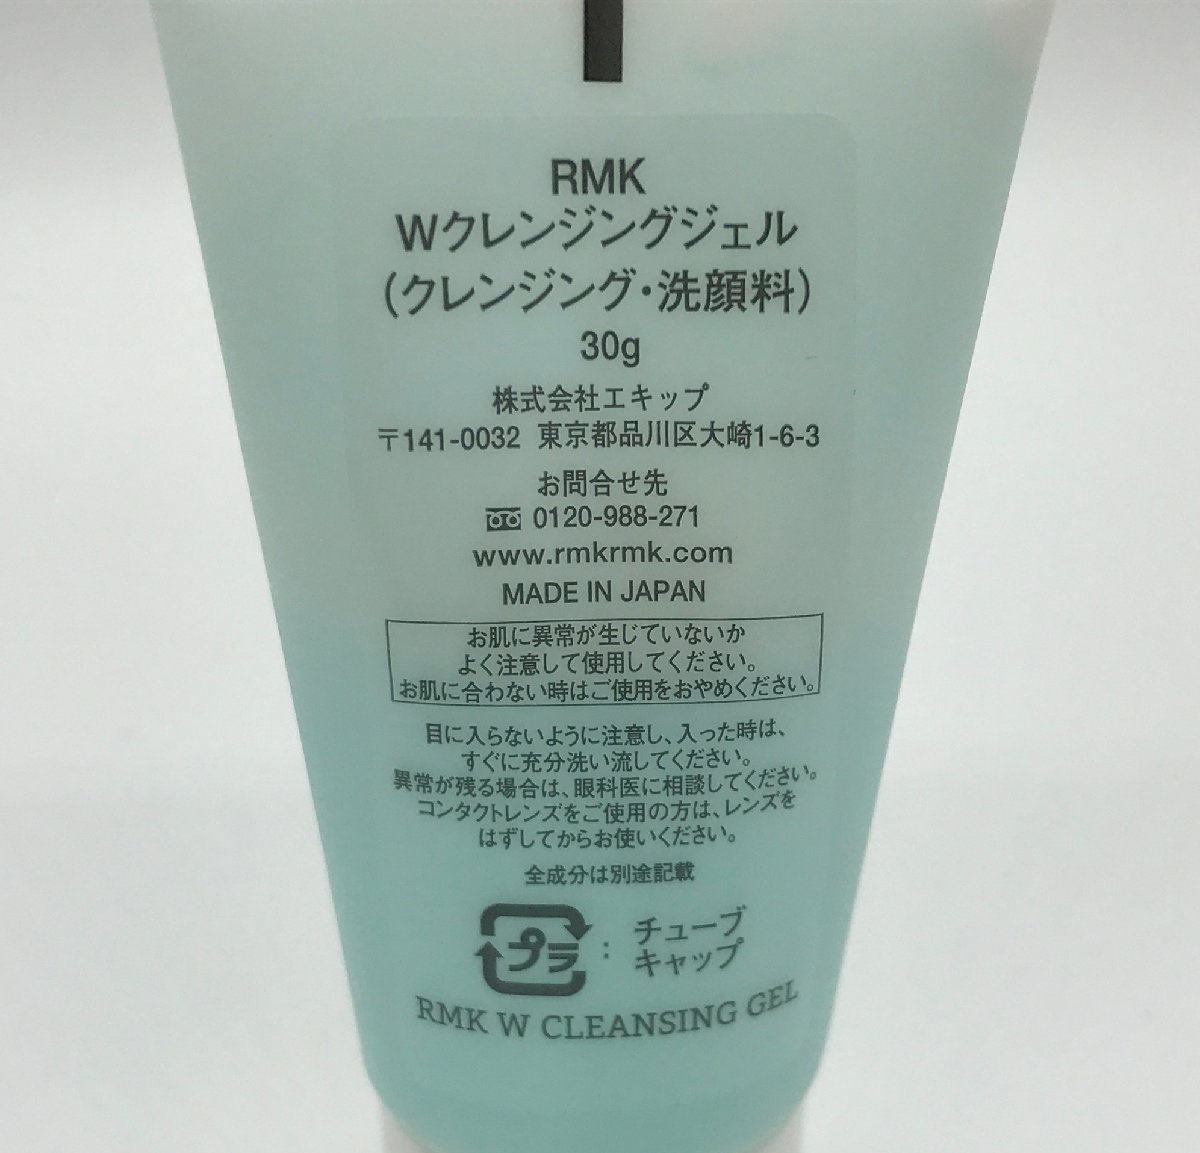 RMK
Wクレンジングジェル
(クレンジング・洗顔料)
30g
株式会社エキップ
〒141-0032 東京都品川区大崎1-6-3
お問合せ先
0120-988-271
www.rmkrmk.com
MADE IN JAPAN
お肌に異常が生じていないか
よく注意して使用してください。
お肌に合わない時はご使用をおやめください。
目に入らないように注意し、入った時は、
すぐに充分洗い流してください。
異常が残る場合は、眼科医に相談してください。
コンタクトレンズをご使用の方は、レンズを
はずしてからお使いください。
全成分は別途記載
プラ : チューブ
キャップ
RMK W CLEANSING GEL